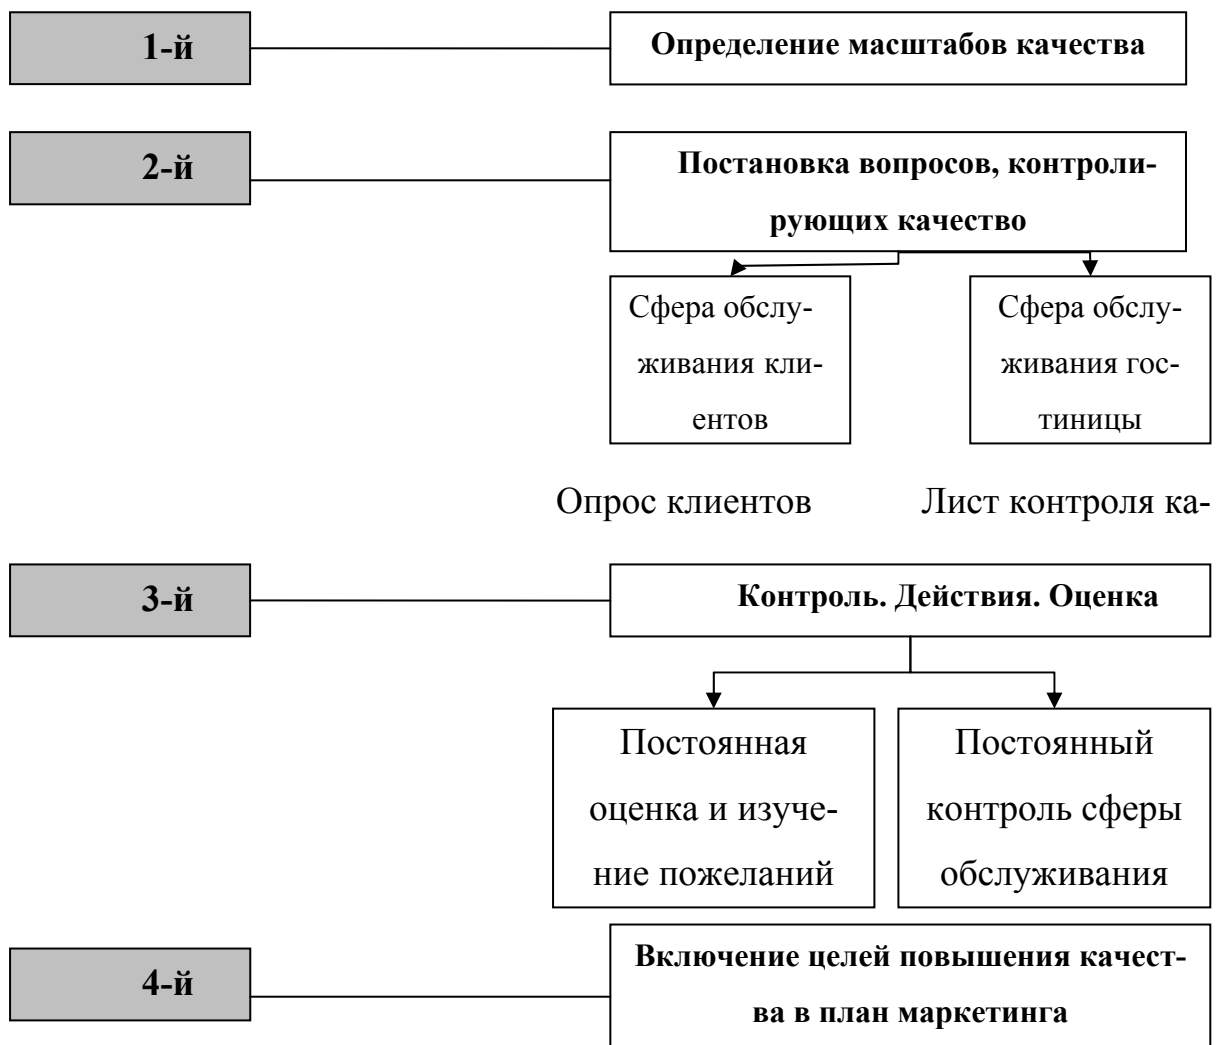 1-й
Определение масштабов качества
2-й
Постановка вопросов, контроли-
рующих качество
Сфера обслу-
живания кли-
ентов
Сфера обслу-
живания гос-
тиницы
Опрос клиентов
Лист контроля ка-
3-й
Контроль. Действия. Оценка
Постоянная
оценка и изуче-
ние пожеланий
Постоянный
контроль сферы
обслуживания
4-й
Включение целей повышения качест-
ва в план маркетинга